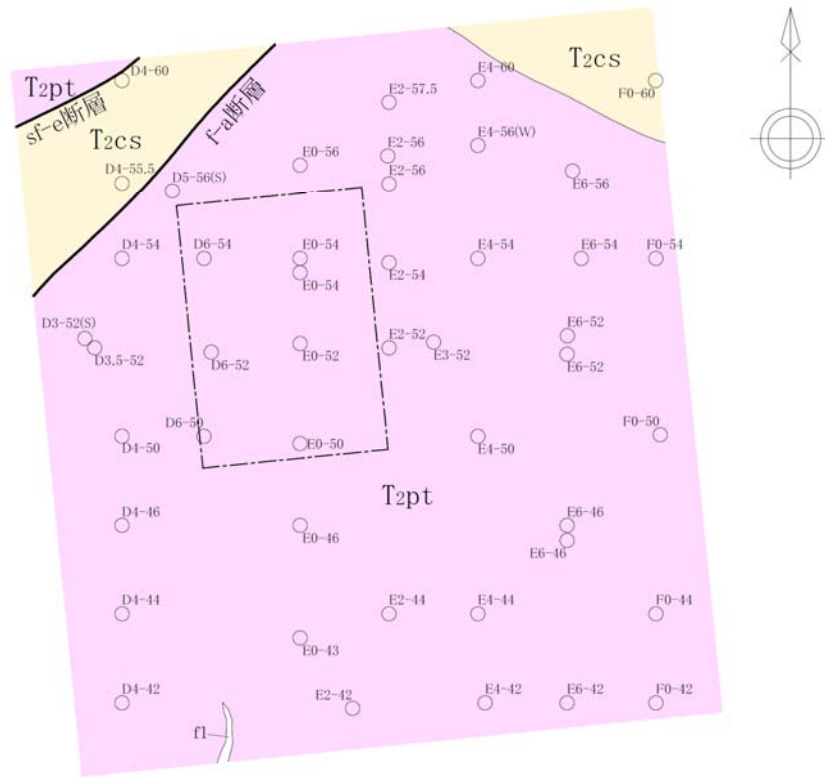 D4-60
T₂pt
sf-e断層
T₂cs
f-a断層
E4-60
T₂cs
F0-60
E2-57.5
E2-56
E4-56(W)
E0-56
E2-56
D4-55.5
D5-56(S)
E6-56
D4-54
D6-54
E0-54
E0-54
E2-54
E4-54
E6-54
F0-54
D3-52(S)
D3.5-52
D6-52
E0-52
E2-52
E3-52
E6-52
E6-52
D4-50
D6-50
E0-50
E4-50
F0-50
T₂pt
D4-46
E0-46
E6-46
E6-46
D4-44
E2-44
E4-44
F0-44
E0-43
D4-42
E2-42
E4-42
E6-42
F0-42
f1